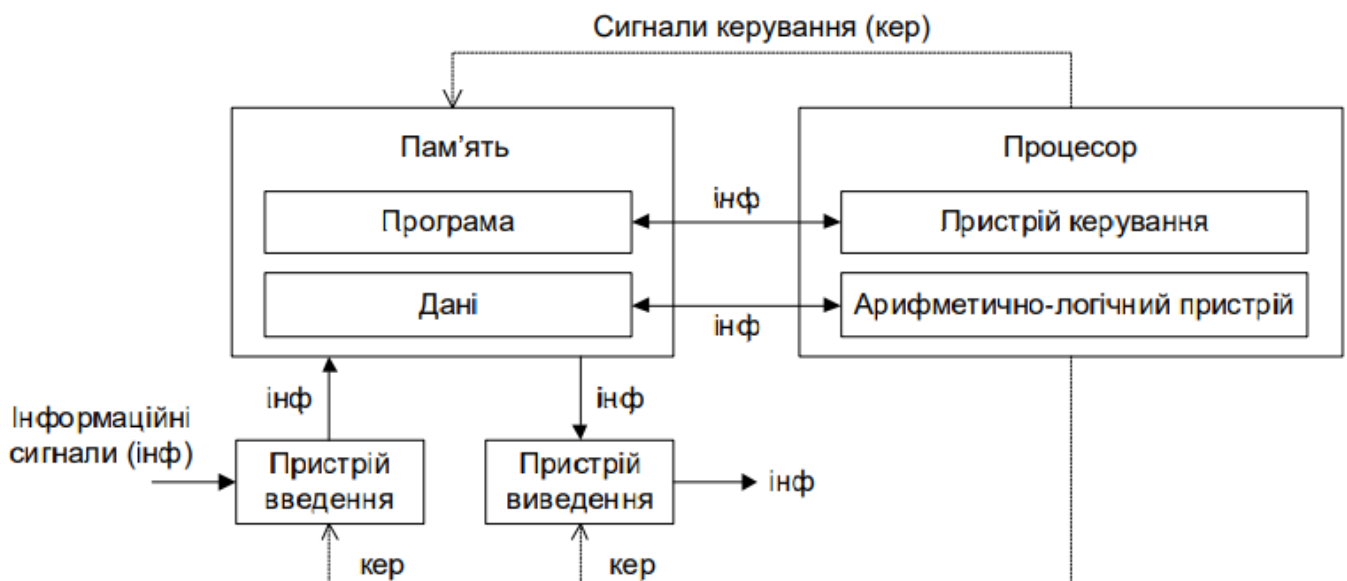 Сигнали керування (кер)
Пам’ять
Процесор
інф
Програма
Пристрій керування
Дані
Арифметично-логічний пристрій
інф
інф
інф
Інформаційні
сигнали (інф)
Пристрій
введення
Пристрій
виведення
інф
кер
кер